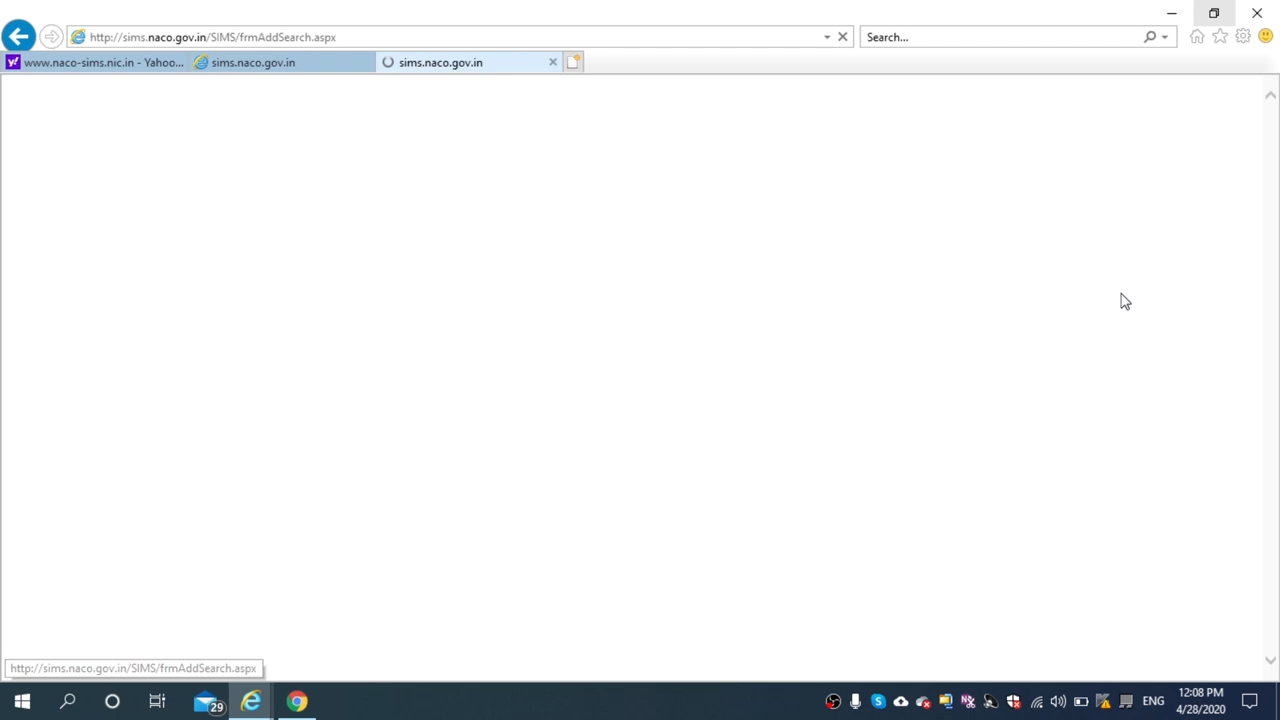 http://sims.naco.gov.in/SIMS/frmAddSearch.aspx
Search...
www.naco-sims.nic.in - Yahoo...
sims.naco.gov.in
sims.naco.gov.in
http://sims.naco.gov.in/SIMS/frmAddSearch.aspx
29
ENG
12:08 PM
4/28/2020